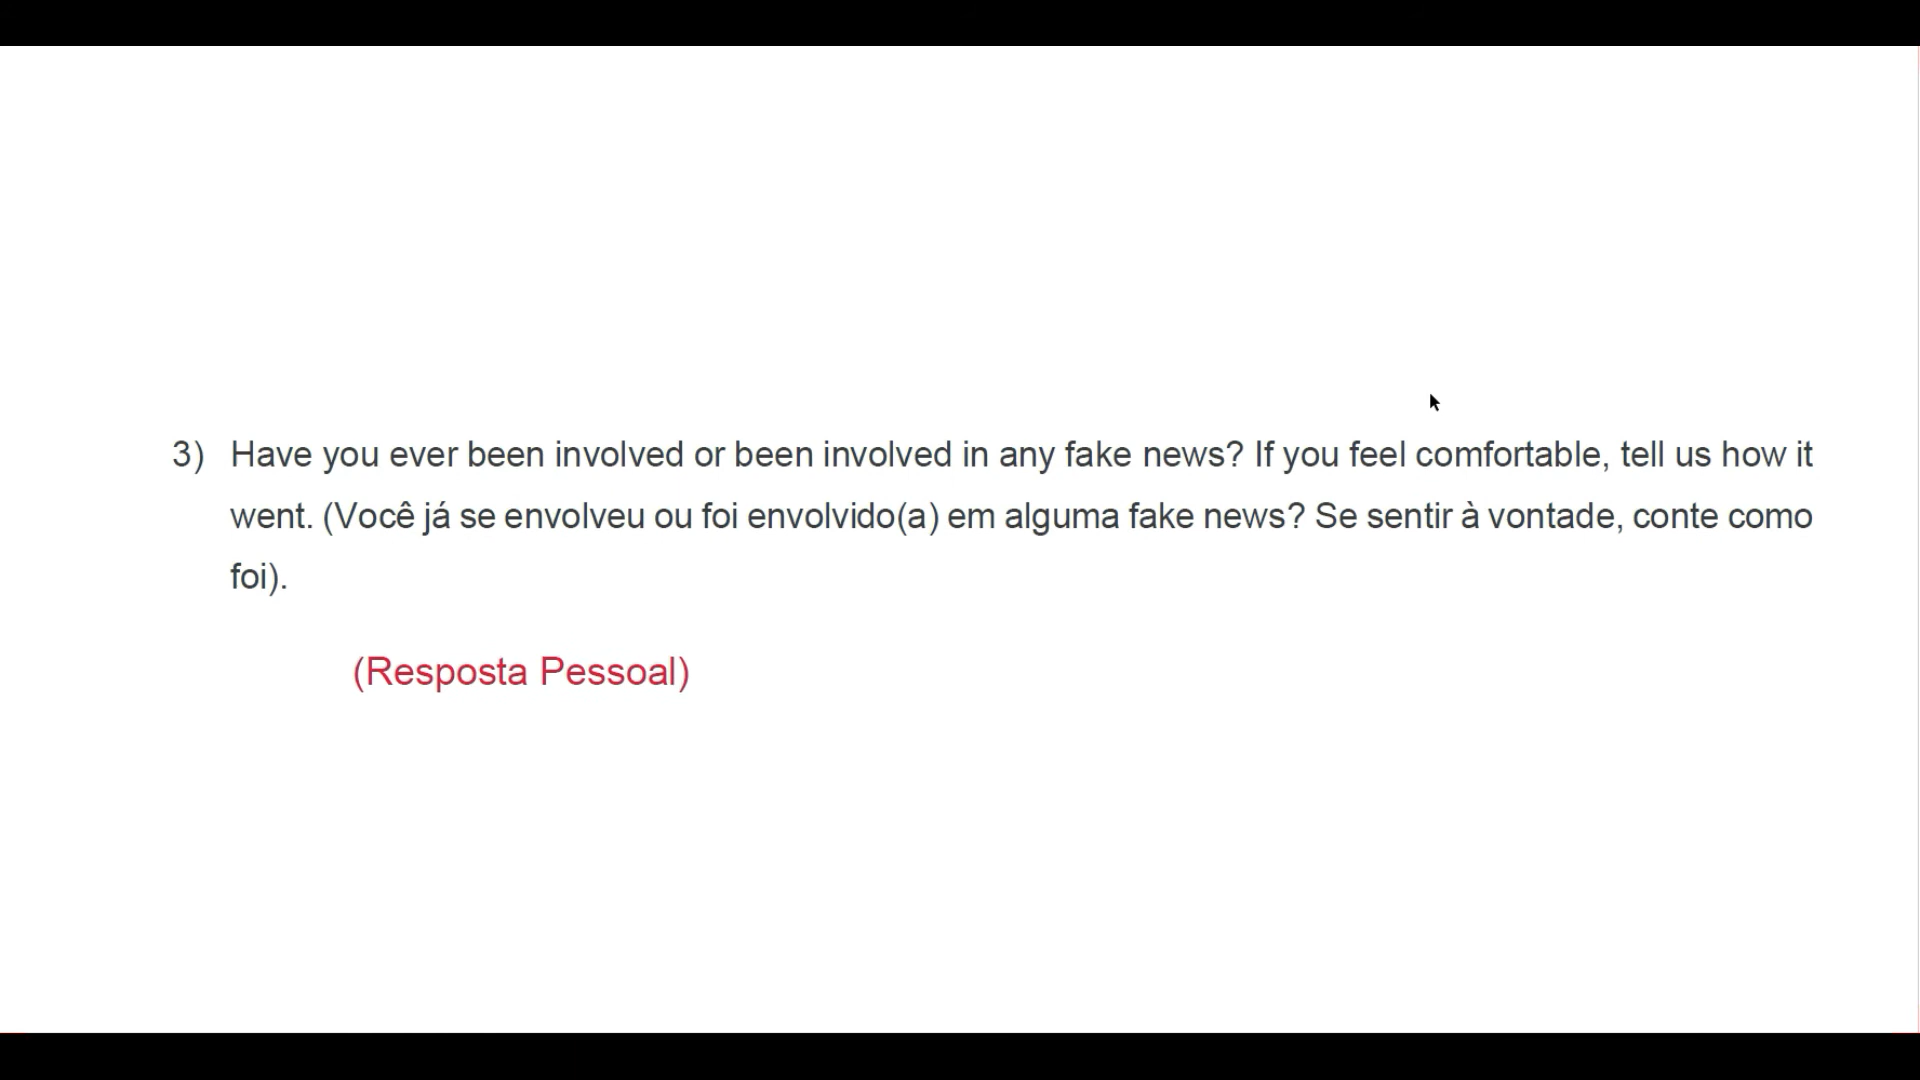 3) Have you ever been involved or been involved in any fake news? If you feel comfortable, tell us how it
went. (Você já se envolveu ou foi envolvido(a) em alguma fake news? Se sentir à vontade, conte como
foi).
(Resposta Pessoal)